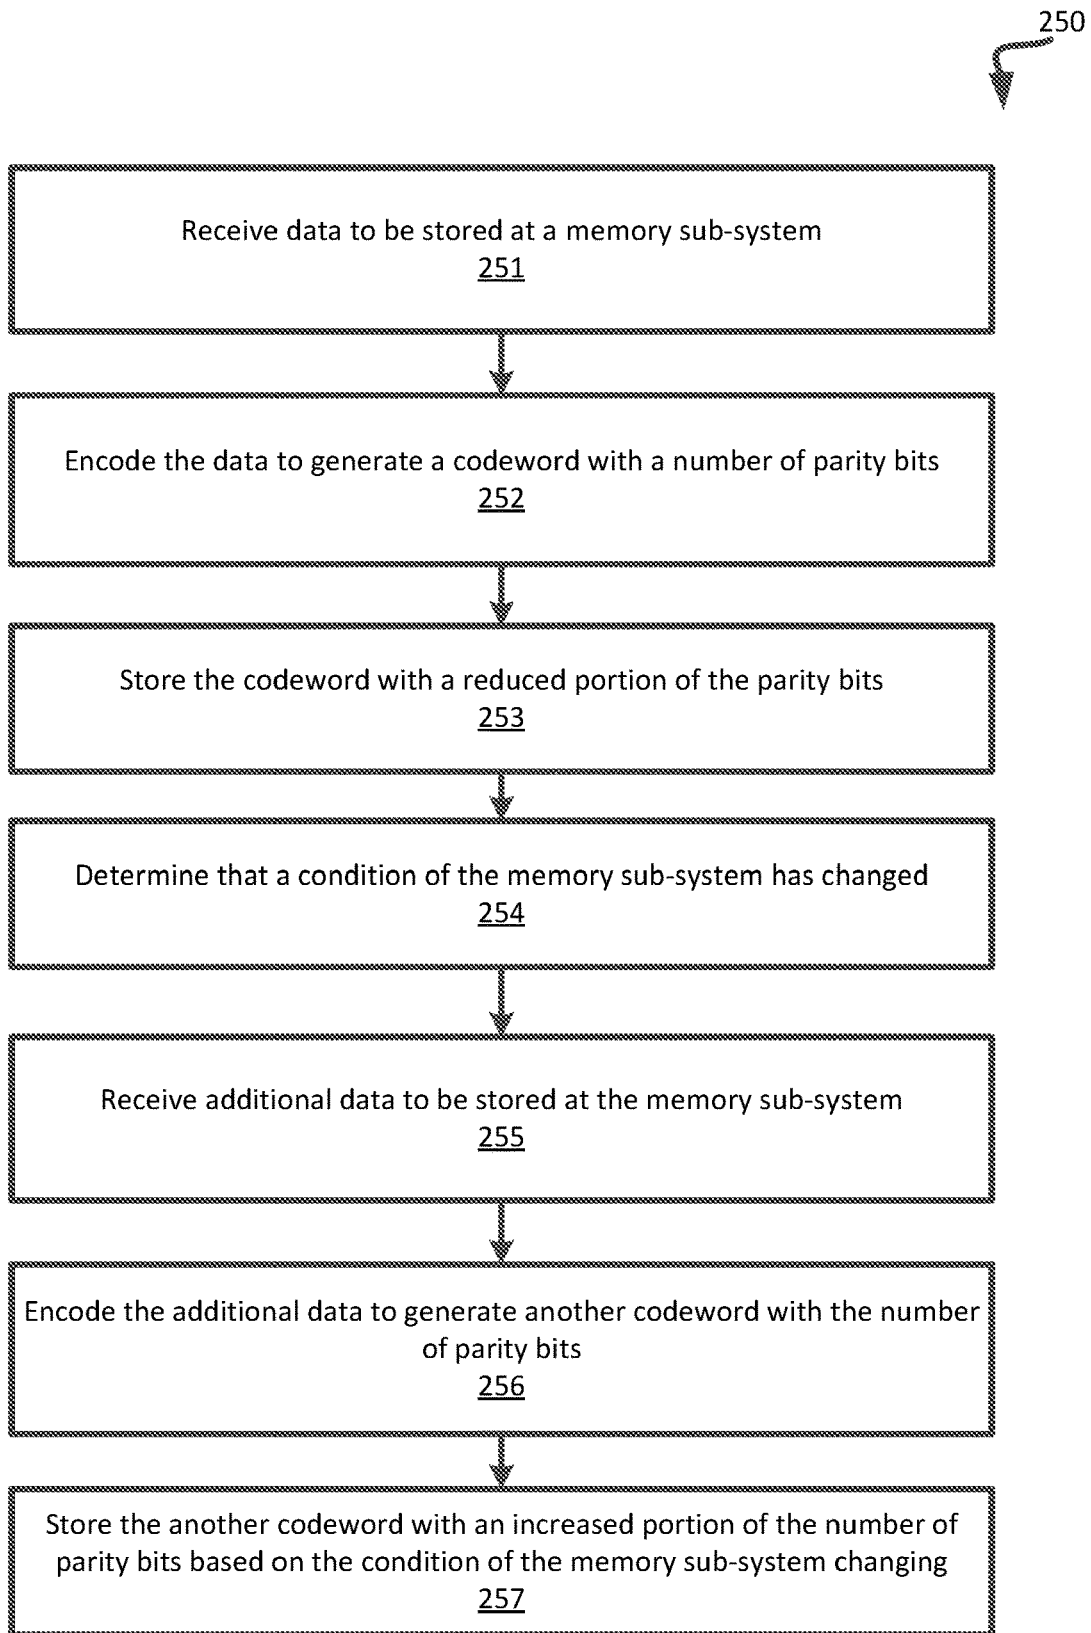 250
Receive data to be stored at a memory sub-system
251
Encode the data to generate a codeword with a number of parity bits
252
Store the codeword with a reduced portion of the parity bits
253
Determine that a condition of the memory sub-system has changed
254
Receive additional data to be stored at the memory sub-system
255
Encode the additional data to generate another codeword with the number
of parity bits
256
Store the another codeword with an increased portion of the number of
parity bits based on the condition of the memory sub-system changing
257